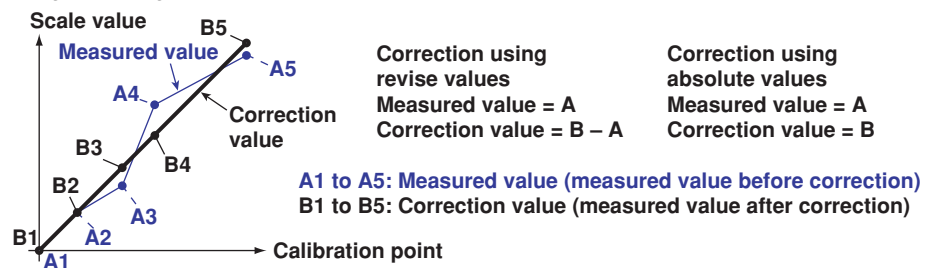 Scale value
B5
Measured value
A5
A4
Correction
value
B3
B4
B2
A3
A2
B1
A1
Calibration point
Correction using
revise values
Measured value = A
Correction value = B – A
Correction using
absolute values
Measured value = A
Correction value = B
A1 to A5: Measured value (measured value before correction)
B1 to B5: Correction value (measured value after correction)